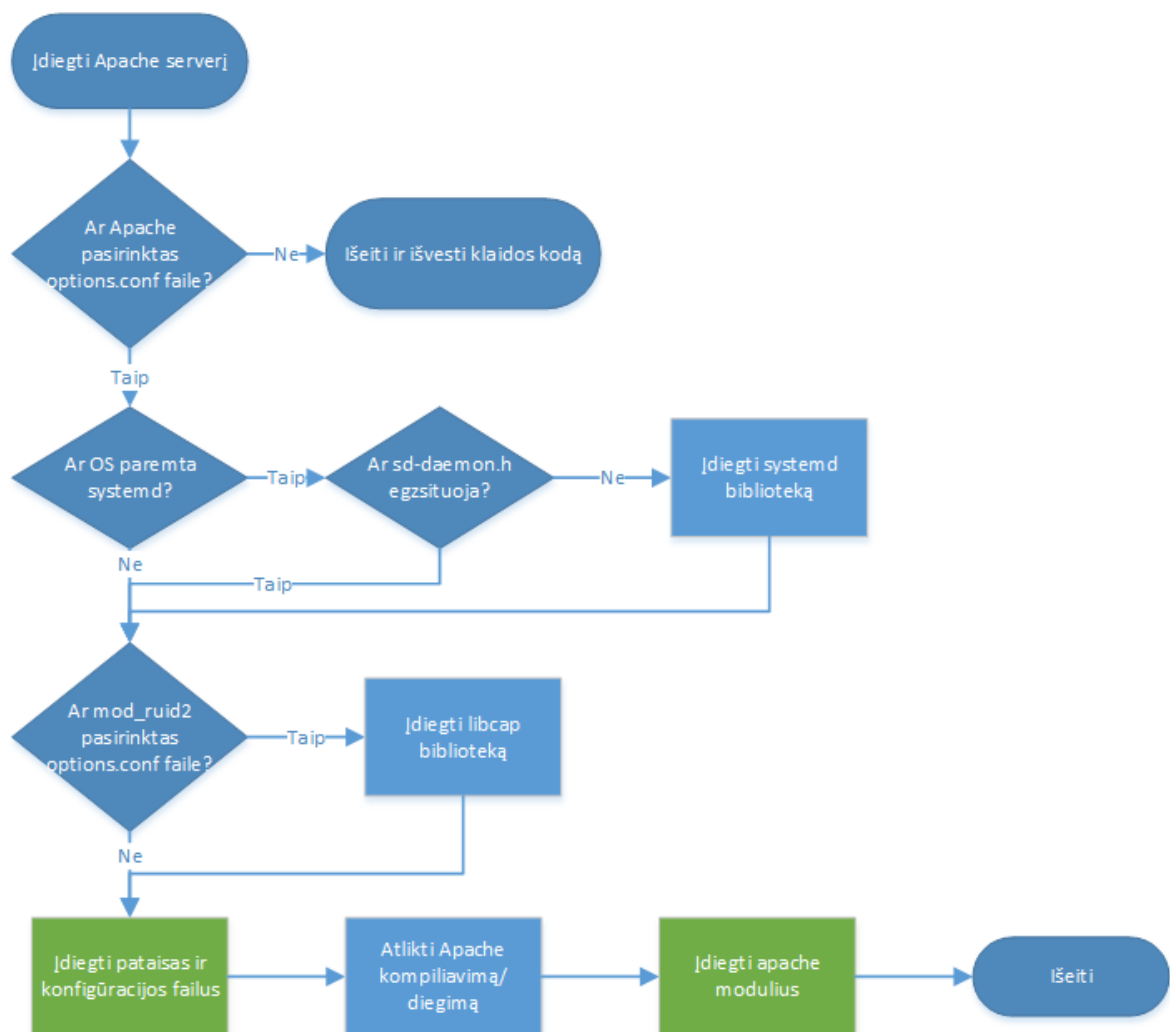 Įdiegti Apache serverį
Ar Apache
pasirinktas
options.conf faile?
Ne
Išeiti ir išvesti klaidos kodą
Taip
Ar OS paremta
systemd?
Taip
Ar sd-daemon.h
egzsituoja?
Ne
Įdiegti systemd
biblioteką
Ne
Taip
Ar mod_ruid2
pasirinktas
options.conf faile?
Taip
Įdiegti libcap
biblioteką
Ne
Įdiegti pataisas ir
konfigūracijos failus
Atlikti Apache
kompiliavimą/
diegimą
Įdiegti apache
modulius
Išeiti